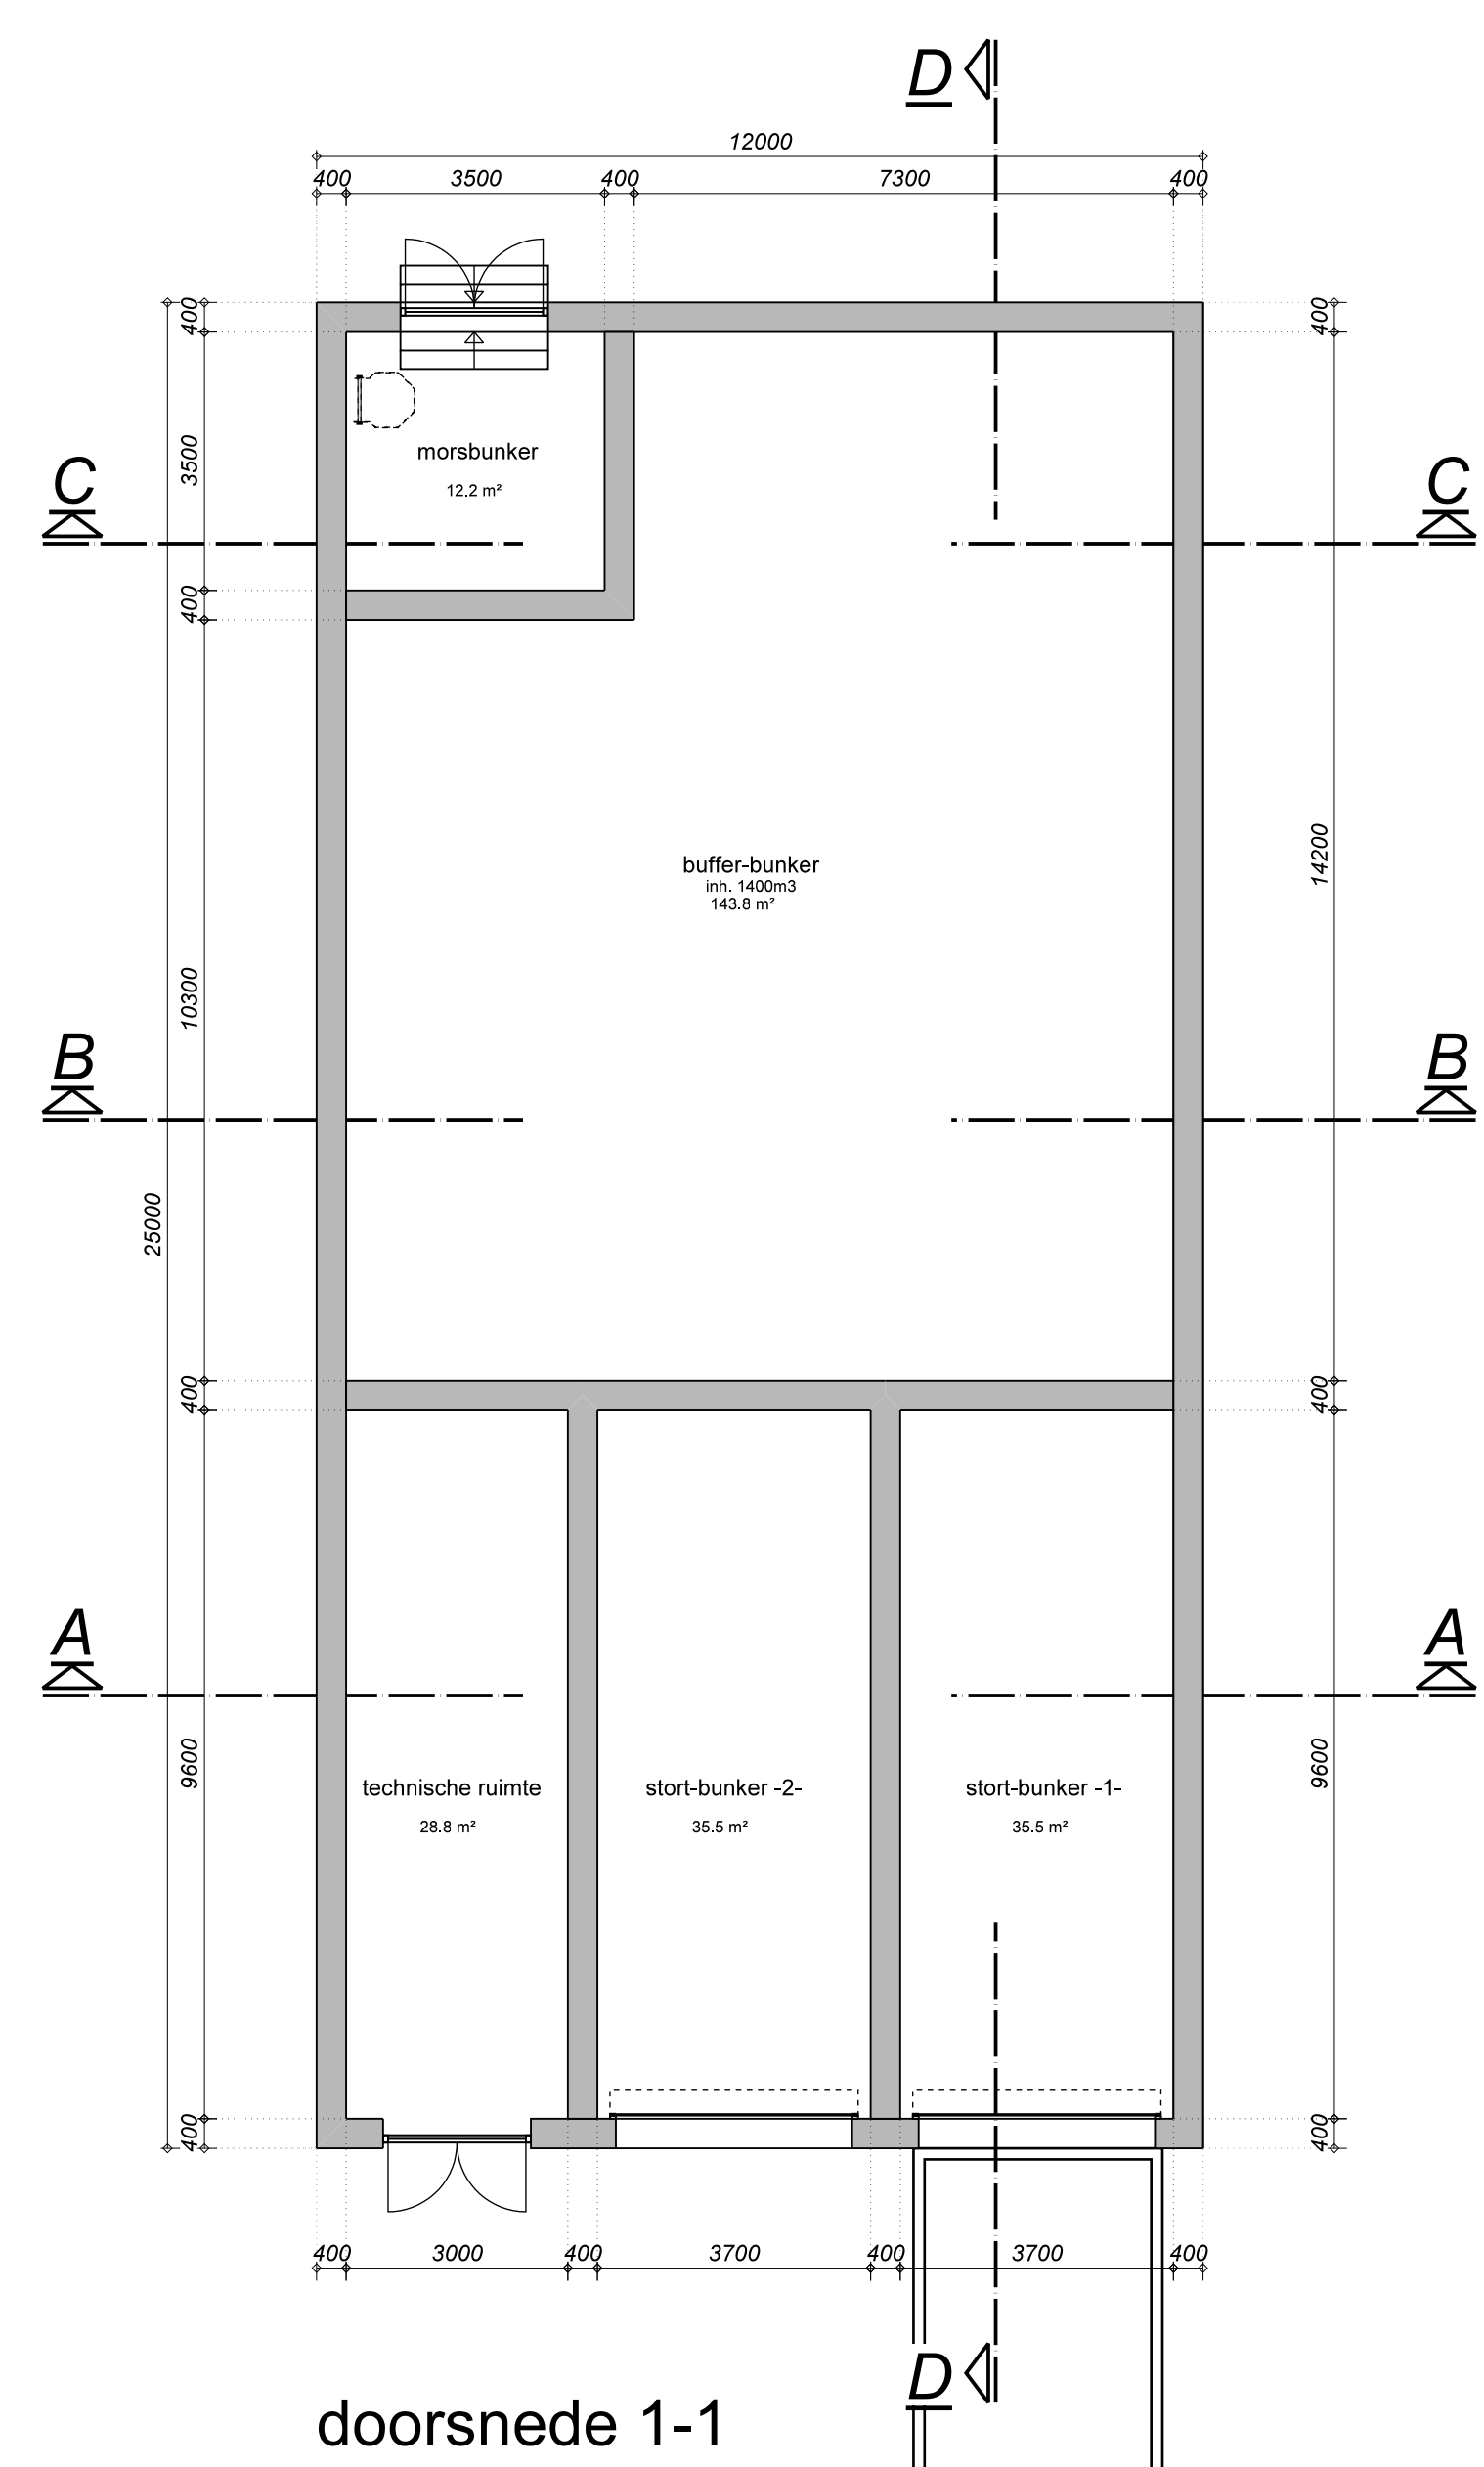 D
12000
400 3500 400 7300 400
400 400
3500
morsbunker
12.2 m²
C C
400
buffer-bunker
inh. 1400m3
143.8 m²
14200
10300
B B
25000
400 400
A A
9600 9600
technische ruimte stort-bunker -2- stort-bunker -1-
28.8 m² 35.5 m² 35.5 m²
400 400
400 3000 400 3700 400 3700 400
D
doorsnede 1-1